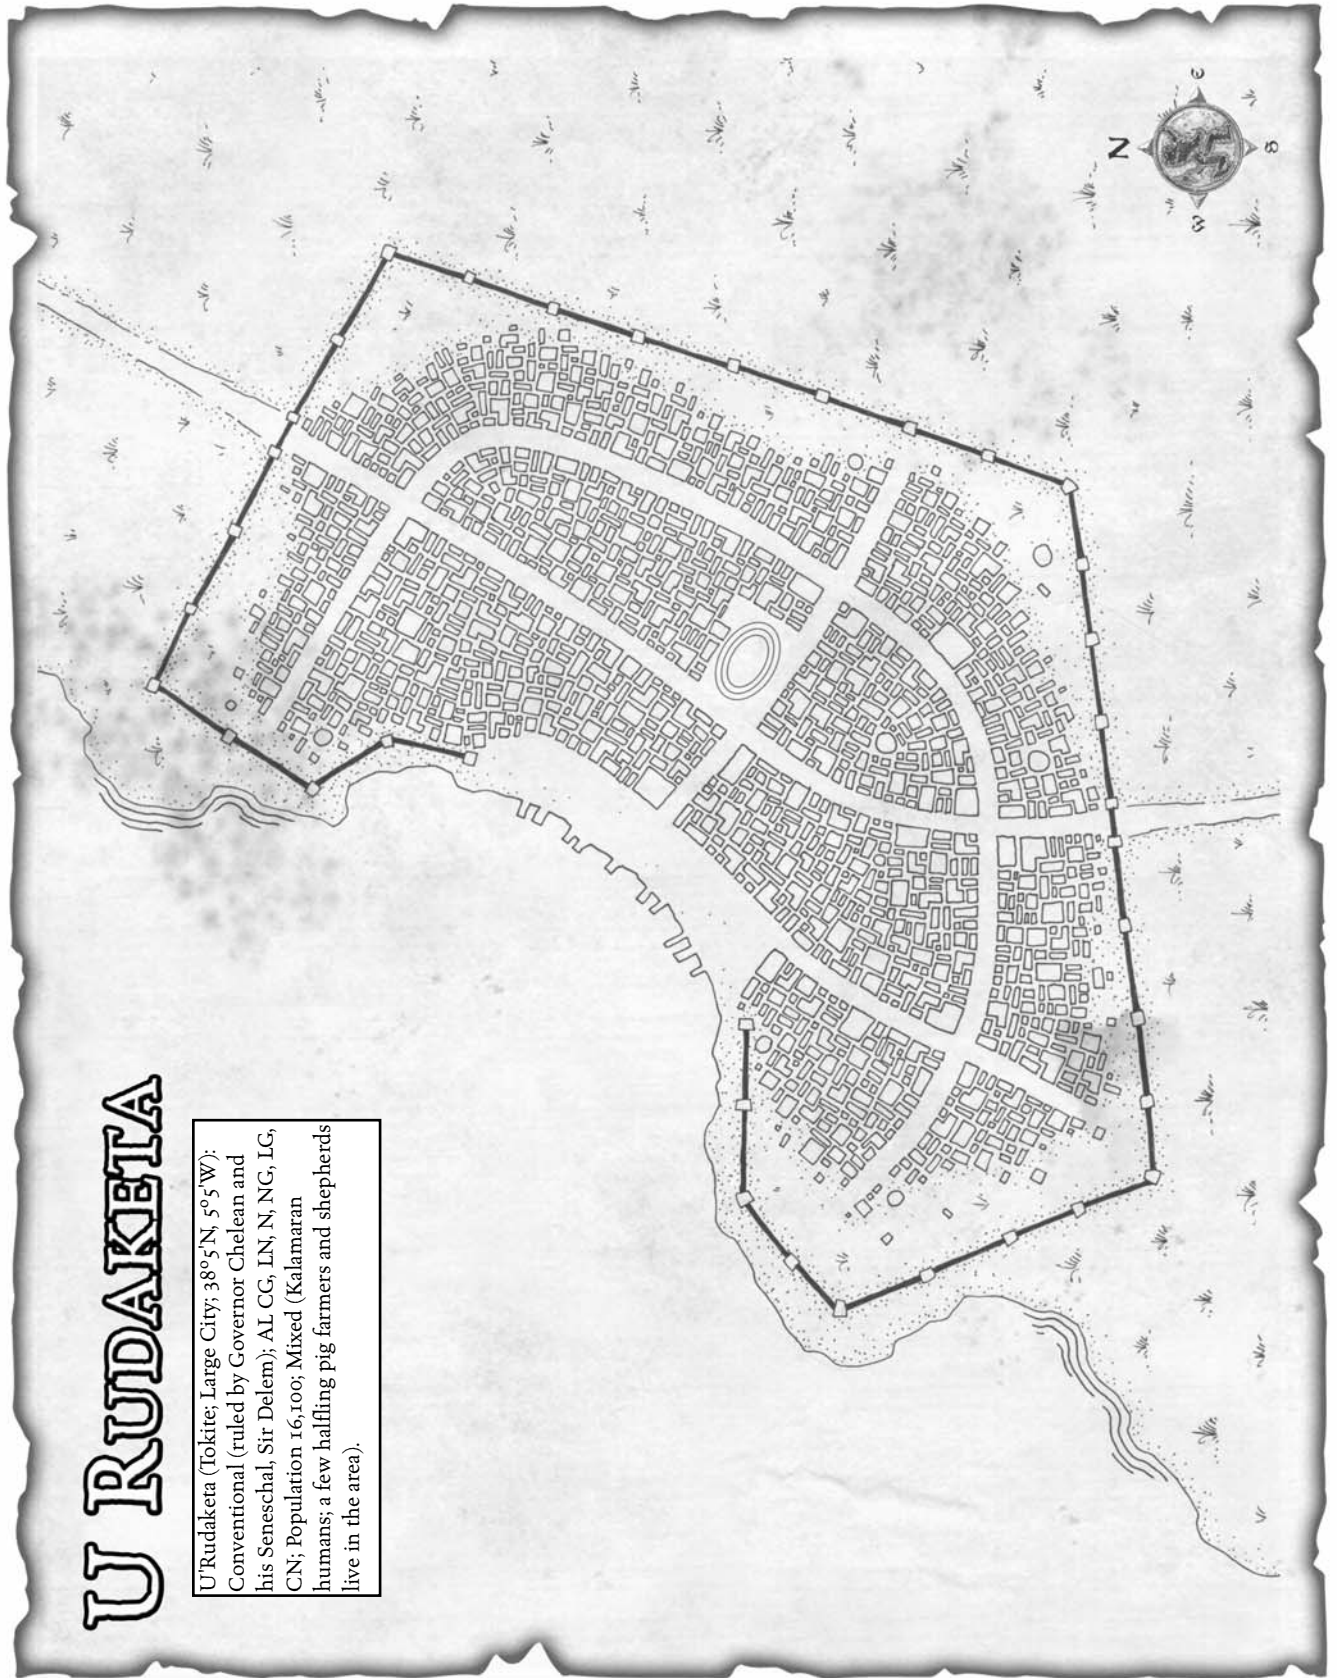 U RUDAKETA
U'Rudaketa (Tokite; Large City; 38°5'N, 5°5'W):
Conventional (ruled by Governor Chelean and
his Seneschal, Sir Delem); AL CG, LN, N, NG, LG,
CN; Population 16,100; Mixed (Kalamaran
humans; a few halfling pig farmers and shepherds
live in the area).
N
E
S
W